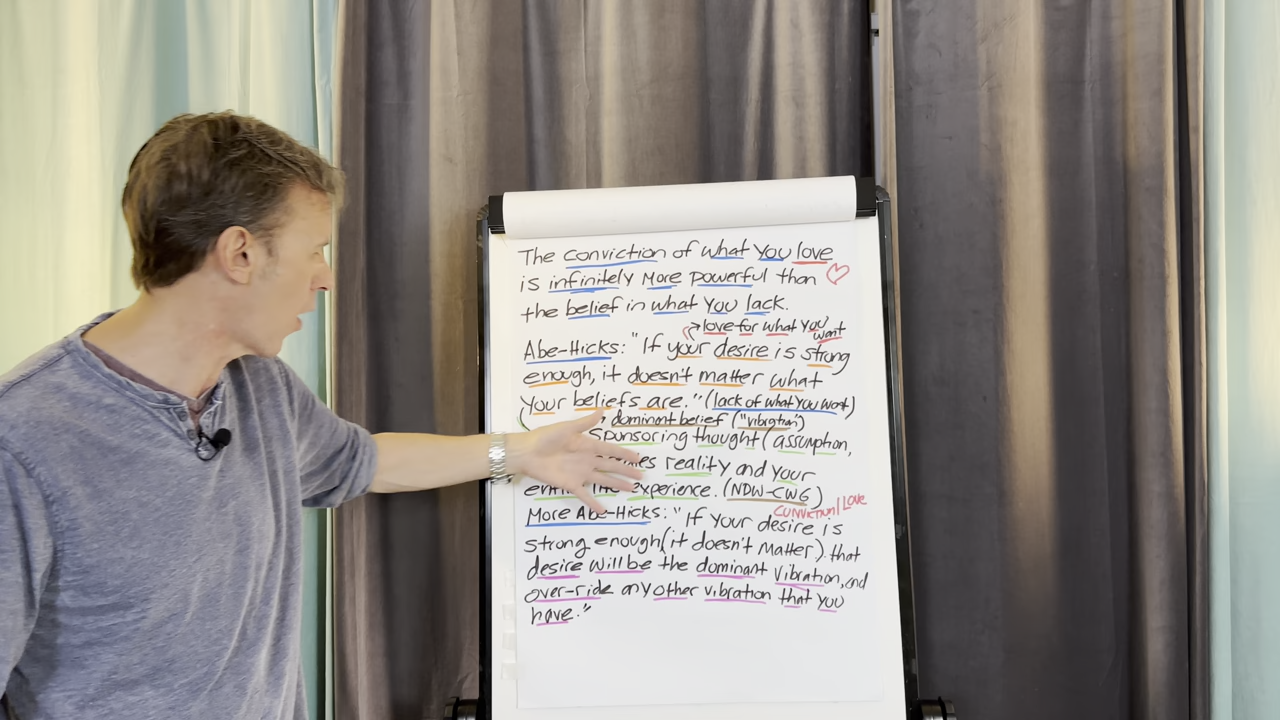 The conviction of what you love
is infinitely more powerful than
the belief in what you lack.
love for what you want
Abe-Hicks: "If your desire is strong
enough, it doesn't matter what
your beliefs are." (lack of what you want)
dominant belief ("vibration")
Sponsoring thought (assumption,
reality and your
experience. (NDW-CWG)
conviction/Love
More Abe-Hicks: "If your desire is
strong enough (it doesn't matter) that
desire will be the dominant vibration, and
over-ride any other vibration that you
have."